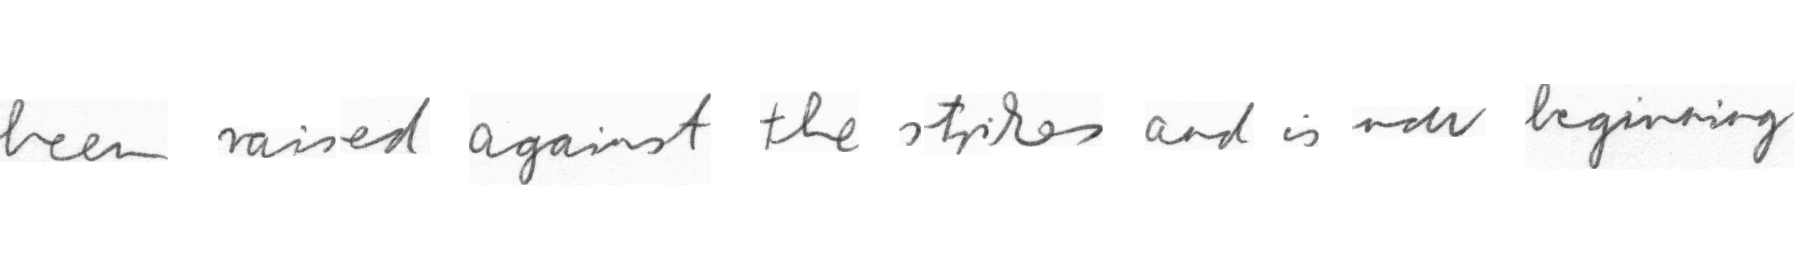 been raised against the strikes and is now beginning